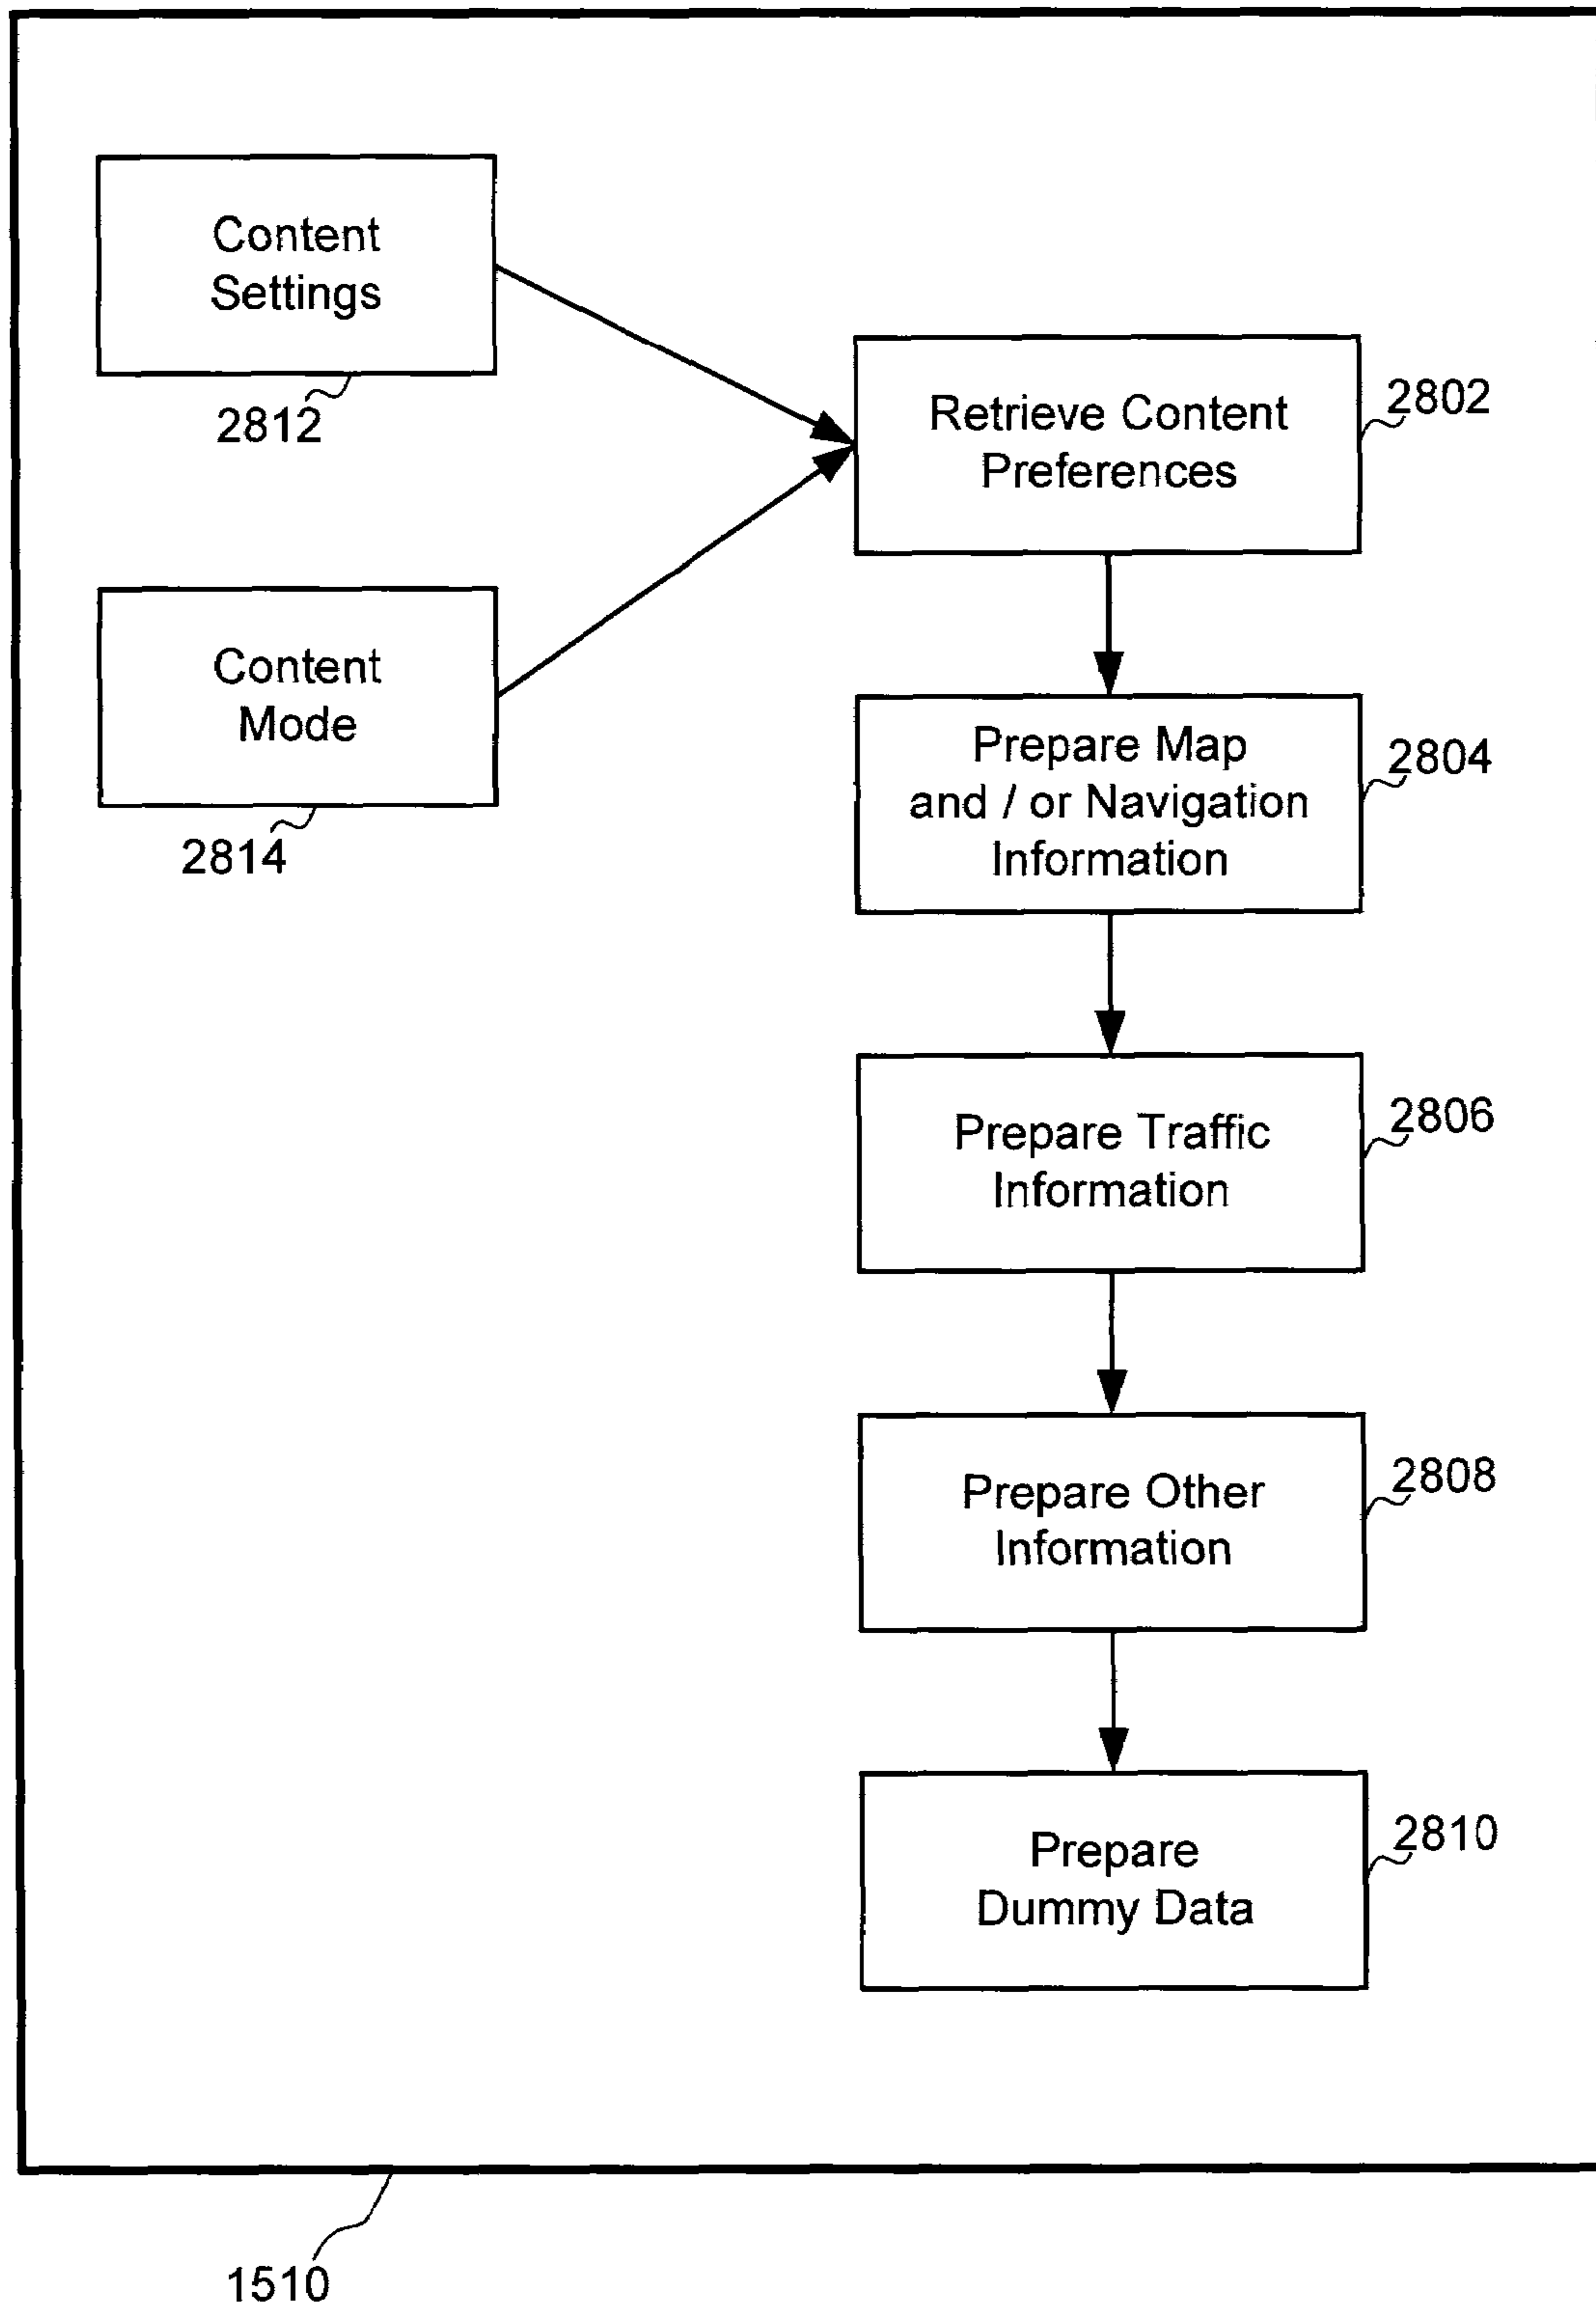 Content
Settings
2812
Retrieve Content
Preferences
2802
Content
Mode
2814
Prepare Map
and / or Navigation
Information
2804
Prepare Traffic
Information
2806
Prepare Other
Information
2808
Prepare
Dummy Data
2810
1510